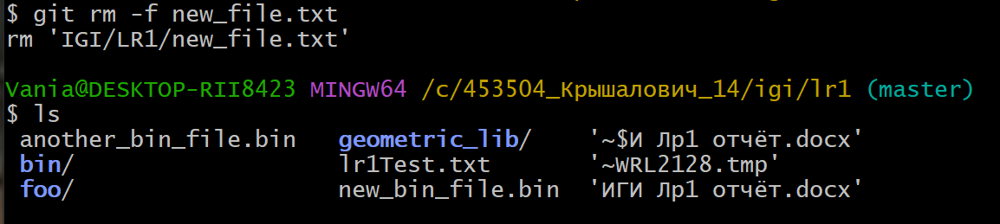 $ git rm -f new_file.txt
rm 'IGI/LR1/new_file.txt'
Vania@DESKTOP-RII8423 MINGW64 /c/453504_Крышалович_14/igi/lr1 (master)
$ ls
another_bin_file.bin geometric_lib/ '~$И Лр1 отчёт.docx'
bin/ lr1Test.txt '~WRL2128.tmp'
foo/ new_bin_file.bin 'ИГИ Лр1 отчёт.docx'